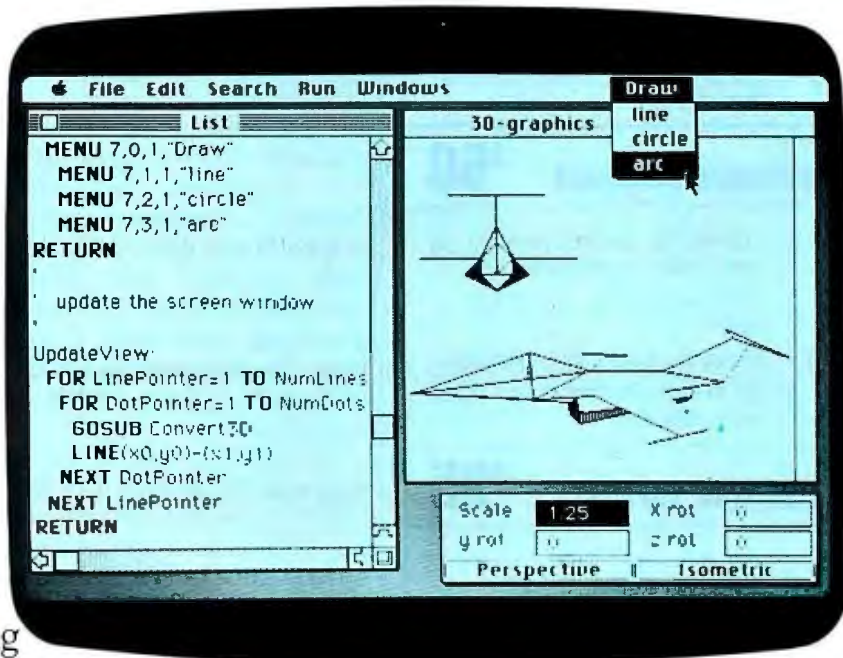 File Edit Search Run Windows Draw
line
circle
arc
List
MENU 7,0,1,"Draw"
MENU 7,1,1,"line"
MENU 7,2,1,"circle"
MENU 7,3,1,"arc"
RETURN
'
' update the screen window
'
UpdateView:
FOR LinePointer=1 TO NumLines
FOR DotPointer=1 TO NumDots
GOSUB Convert3D
LINE(x0,y0)-(x1,y1)
NEXT DotPointer
NEXT LinePointer
RETURN
3D-graphics
Scale 1.25 X rot 0
y rot 0 z rot 0
Perspective Isometric
g